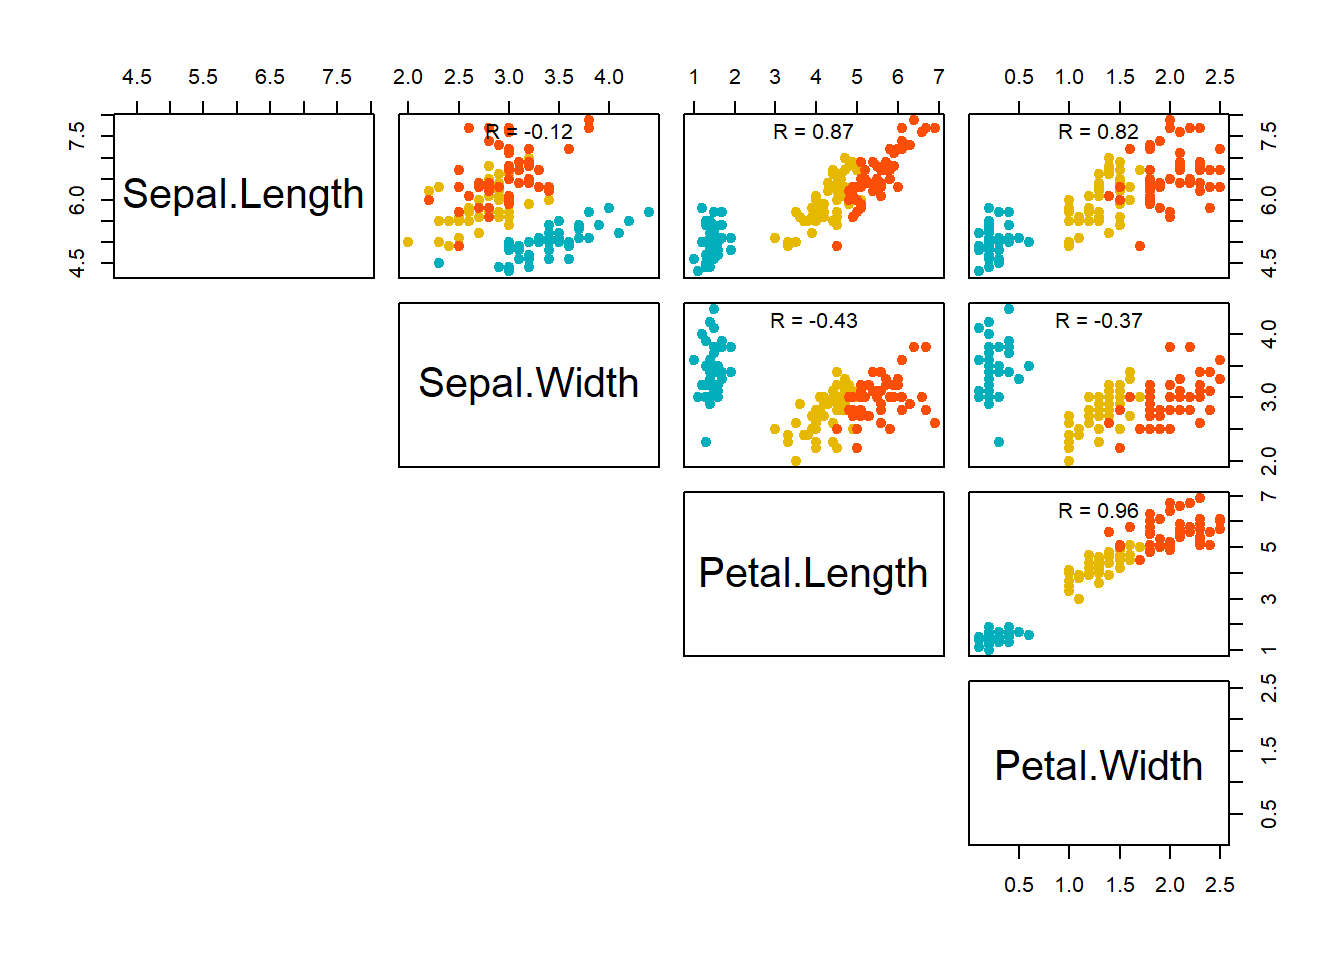 4.5 5.5 6.5 7.5 2.0 2.5 3.0 3.5 4.0 1 2 3 4 5 6 7 0.5 1.0 1.5 2.0 2.5
7.5 6.0 4.5 Sepal.Length R = -0.12 R = 0.87 R = 0.82 7.5 6.0 4.5
Sepal.Width R = -0.43 R = -0.37 4.0 3.0 2.0
Petal.Length R = 0.96 7 5 3 1
Petal.Width 2.5 1.5 0.5
0.5 1.0 1.5 2.0 2.5